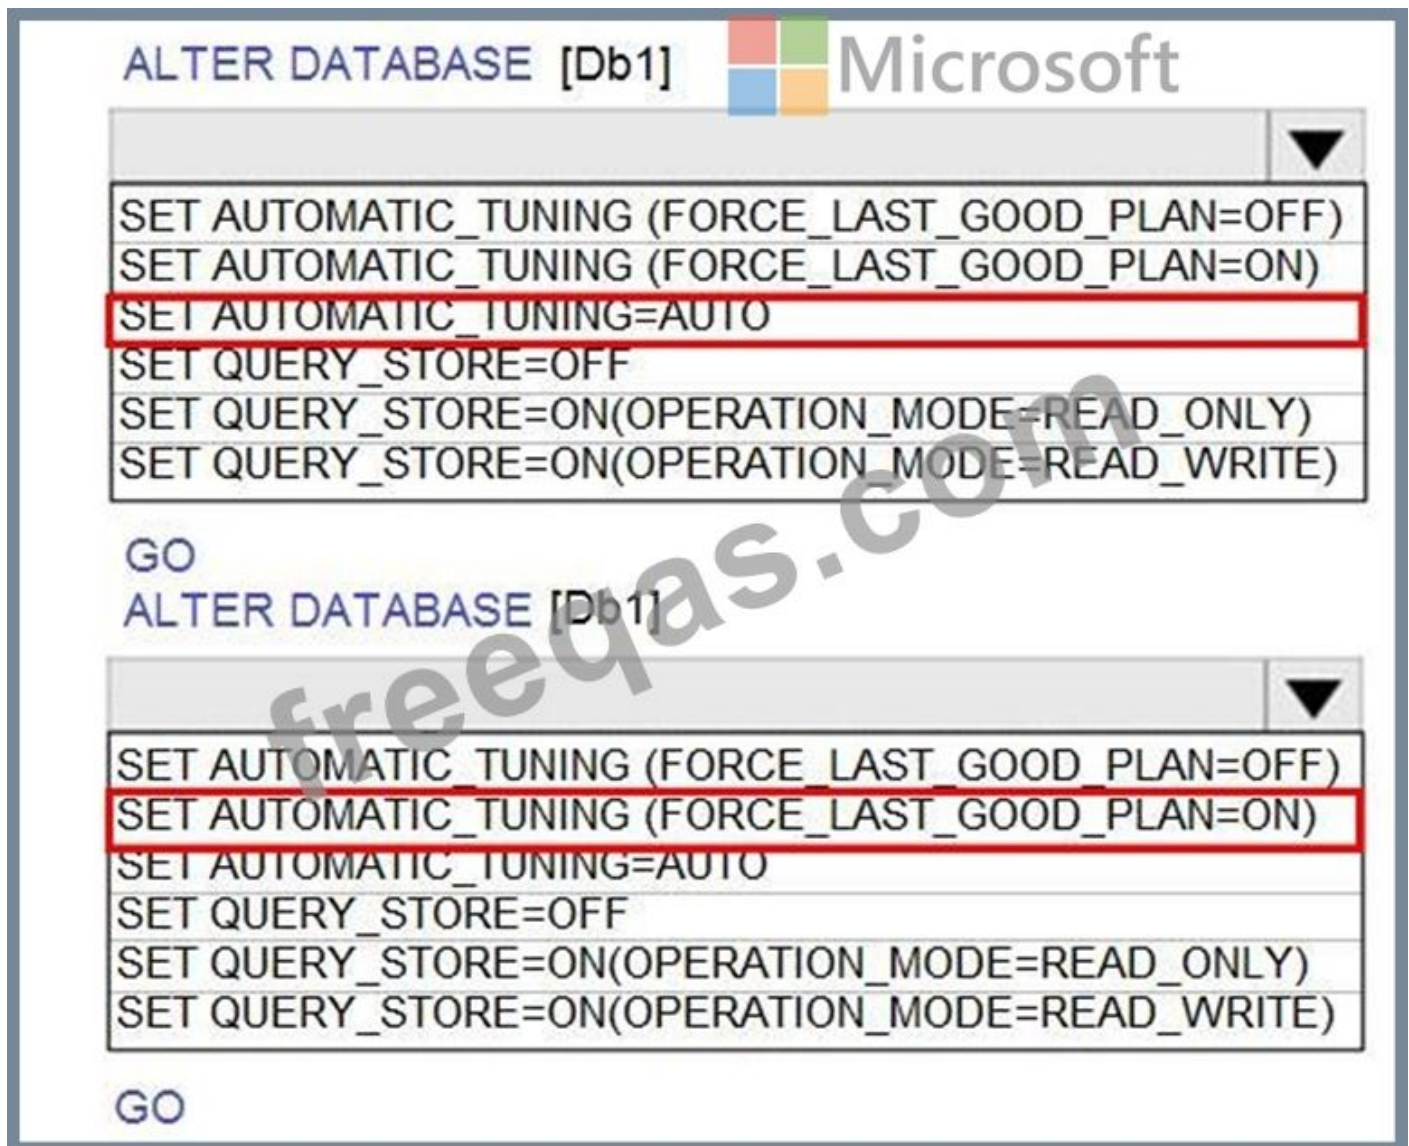 ALTER DATABASE [Db1]
Microsoft
SET AUTOMATIC_TUNING (FORCE_LAST_GOOD_PLAN=OFF)
SET AUTOMATIC_TUNING (FORCE_LAST_GOOD_PLAN=ON)
SET AUTOMATIC_TUNING=AUTO
SET QUERY_STORE=OFF
SET QUERY_STORE=ON(OPERATION_MODE=READ_ONLY)
SET QUERY_STORE=ON(OPERATION_MODE=READ_WRITE)
GO
ALTER DATABASE [Db1]
freeqas.com
SET AUTOMATIC_TUNING (FORCE_LAST_GOOD_PLAN=OFF)
SET AUTOMATIC_TUNING (FORCE_LAST_GOOD_PLAN=ON)
SET AUTOMATIC_TUNING=AUTO
SET QUERY_STORE=OFF
SET QUERY_STORE=ON(OPERATION_MODE=READ_ONLY)
SET QUERY_STORE=ON(OPERATION_MODE=READ_WRITE)
GO